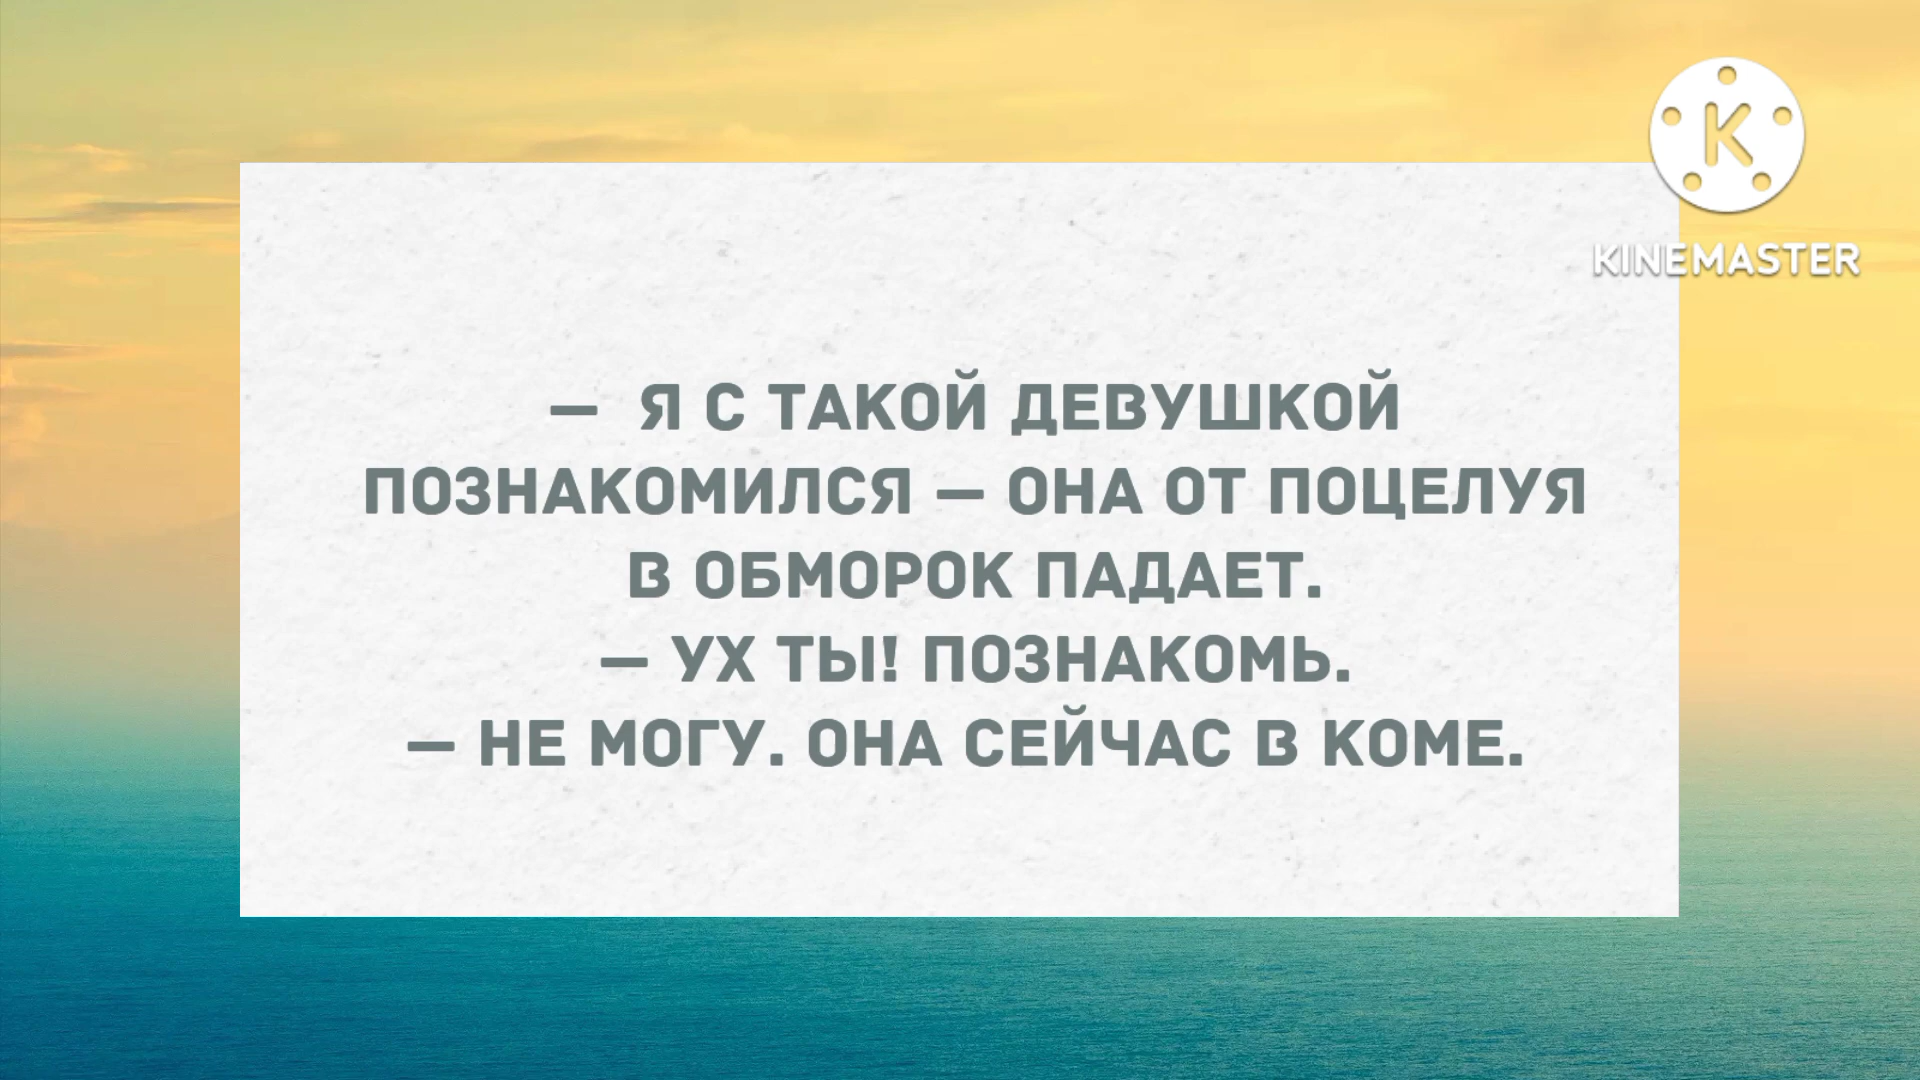 K
KINEMASTER
— Я С ТАКОЙ ДЕВУШКОЙ
ПОЗНАКОМИЛСЯ — ОНА ОТ ПОЦЕЛУЯ
В ОБМОРОК ПАДАЕТ.
— УХ ТЫ! ПОЗНАКОМЬ.
— НЕ МОГУ. ОНА СЕЙЧАС В КОМЕ.